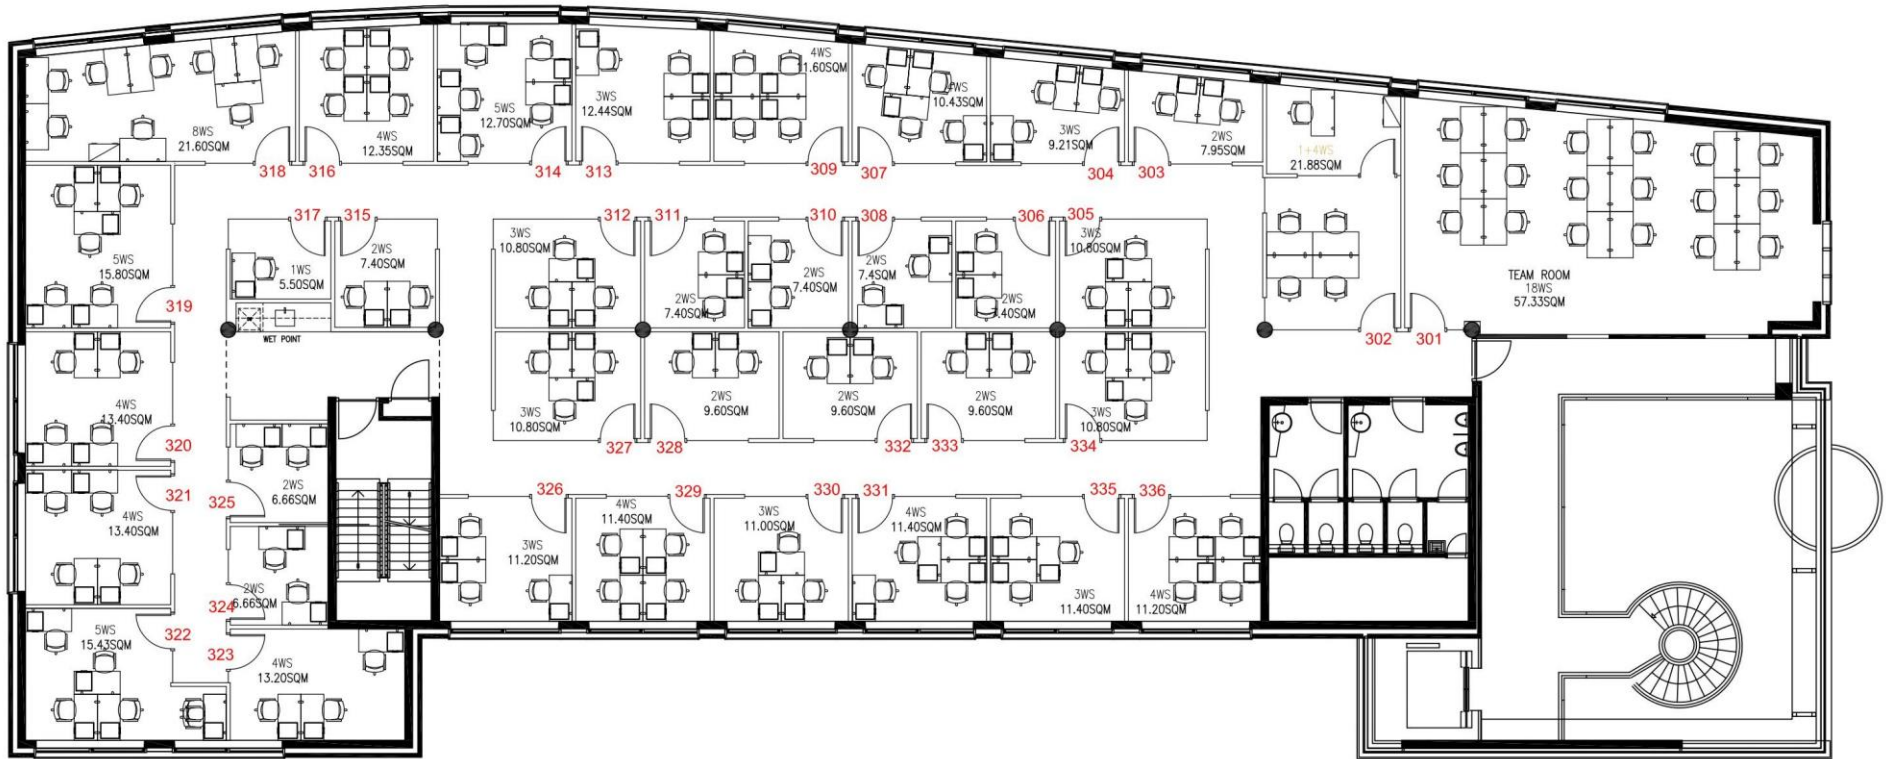 8WS
21.60SQM
4WS
12.35SQM
5WS
12.70SQM
3WS
12.44SQM
4WS
11.60SQM
4WS
10.43SQM
3WS
9.21SQM
2WS
7.95SQM
1+4WS
21.88SQM
318
316
314
313
309
307
304
303
317
315
312
311
310
308
306
305
5WS
15.80SQM
1WS
5.50SQM
2WS
7.40SQM
3WS
10.80SQM
2WS
7.40SQM
2WS
7.40SQM
2WS
7.4SQM
2WS
3WS
10.80SQM
TEAM ROOM
18WS
57.33SQM
319
WET POINT
302
301
4WS
13.40SQM
3WS
10.80SQM
2WS
9.60SQM
2WS
9.60SQM
2WS
9.60SQM
3WS
10.80SQM
320
327
328
332
333
334
321
325
2WS
6.66SQM
326
329
330
331
335
336
4WS
13.40SQM
3WS
11.20SQM
4WS
11.40SQM
3WS
11.00SQM
4WS
11.40SQM
3WS
11.40SQM
4WS
11.20SQM
2WS
6.66SQM
324
322
323
5WS
15.43SQM
4WS
13.20SQM